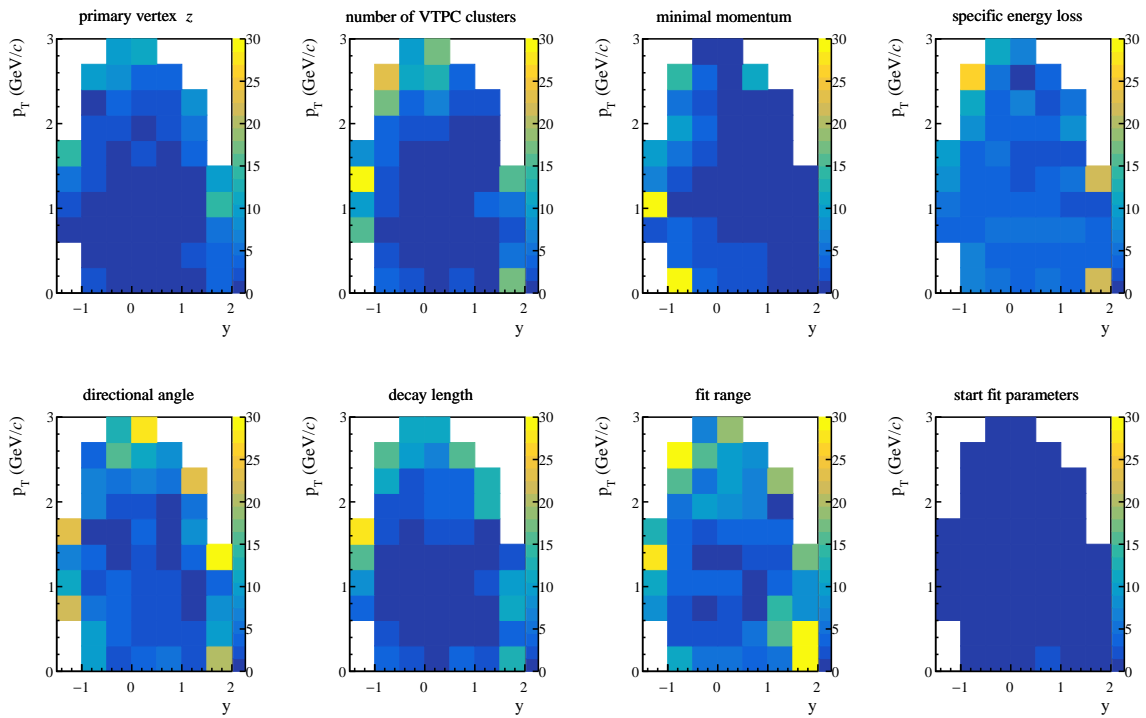 primary vertex z number of VTPC clusters minimal momentum specific energy loss
p_T (GeV/c) 3 2 1 0 −1 0 1 2 y 30 25 20 15 10 5 0
p_T (GeV/c) 3 2 1 0 −1 0 1 2 y 30 25 20 15 10 5 0
p_T (GeV/c) 3 2 1 0 −1 0 1 2 y 30 25 20 15 10 5 0
p_T (GeV/c) 3 2 1 0 −1 0 1 2 y 30 25 20 15 10 5 0
directional angle decay length fit range start fit parameters
p_T (GeV/c) 3 2 1 0 −1 0 1 2 y 30 25 20 15 10 5 0
p_T (GeV/c) 3 2 1 0 −1 0 1 2 y 30 25 20 15 10 5 0
p_T (GeV/c) 3 2 1 0 −1 0 1 2 y 30 25 20 15 10 5 0
p_T (GeV/c) 3 2 1 0 −1 0 1 2 y 30 25 20 15 10 5 0